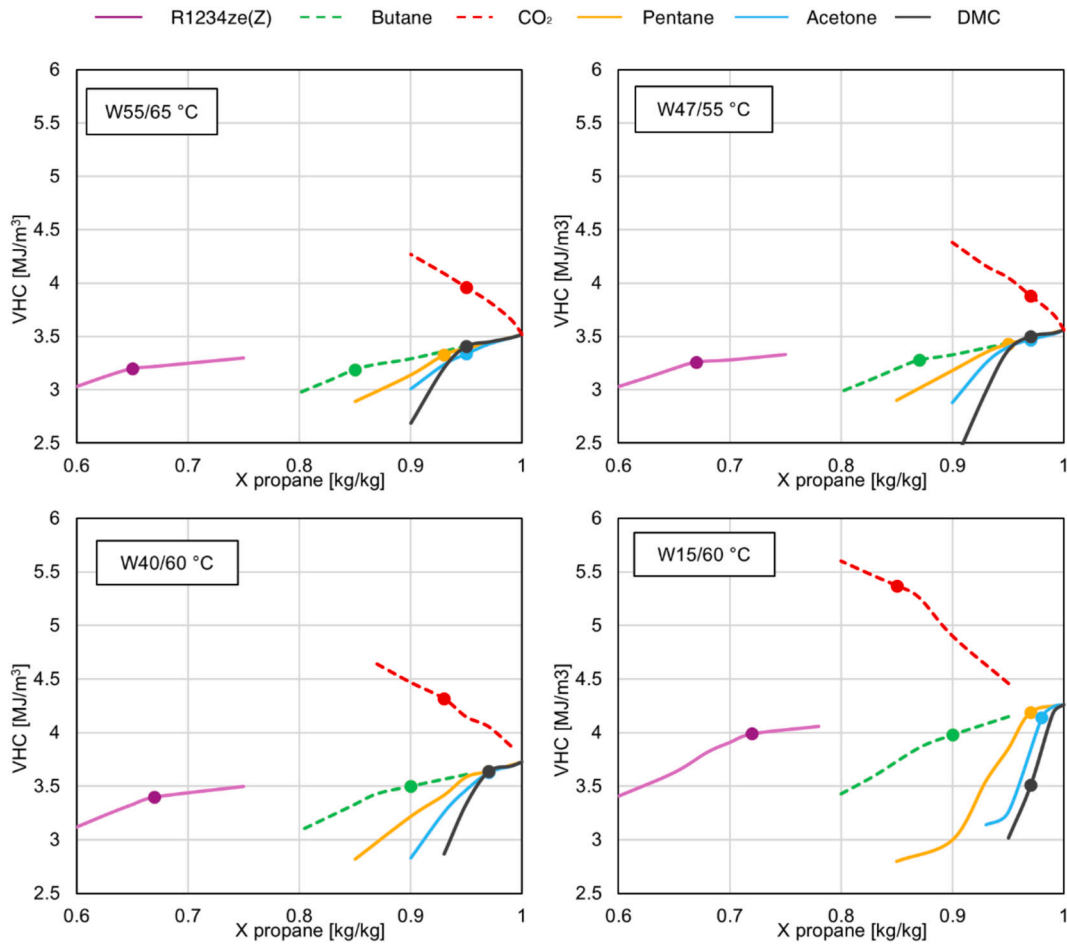 R1234ze(Z) Butane CO₂ Pentane Acetone DMC
W55/65 °C
VHC [MJ/m³]
6
5.5
5
4.5
4
3.5
3
2.5
0.6 0.7 0.8 0.9 1
X propane [kg/kg]
W47/55 °C
VHC [MJ/m3]
6
5.5
5
4.5
4
3.5
3
2.5
0.6 0.7 0.8 0.9 1
X propane [kg/kg]
W40/60 °C
VHC [MJ/m³]
6
5.5
5
4.5
4
3.5
3
2.5
0.6 0.7 0.8 0.9 1
X propane [kg/kg]
W15/60 °C
VHC [MJ/m3]
6
5.5
5
4.5
4
3.5
3
2.5
0.6 0.7 0.8 0.9 1
X propane [kg/kg]